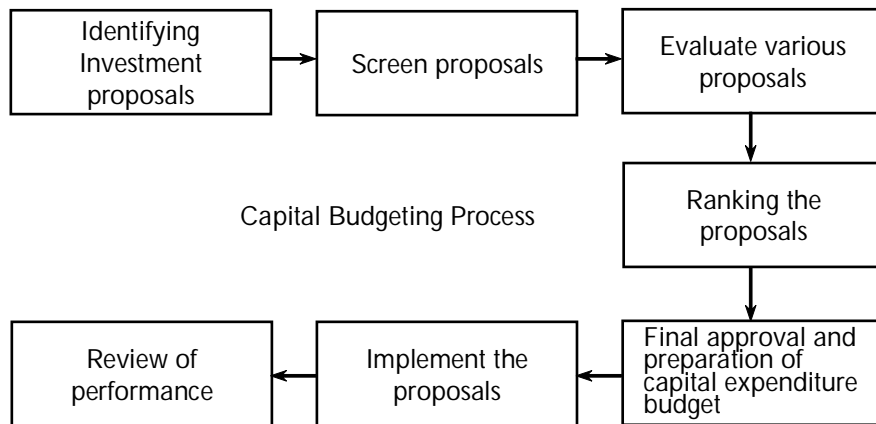 Identifying
Investment
proposals
Screen proposals
Evaluate various
proposals
Ranking the
proposals
Capital Budgeting Process
Final approval and
preparation of
capital expenditure
budget
Implement the
proposals
Review of
performance